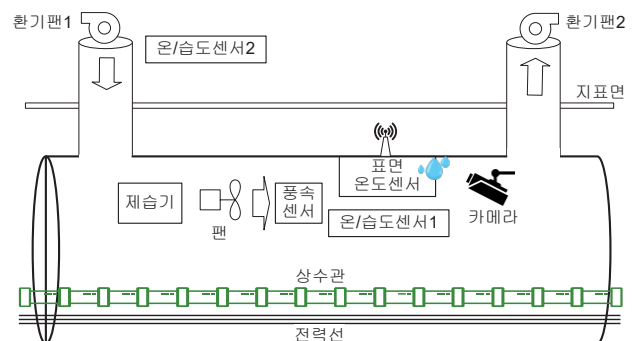 환기팬1
온/습도센서2
환기팬2
지표면
표면
온도센서
제습기
팬
풍속
센서
온/습도센서1
카메라
상수관
전력선